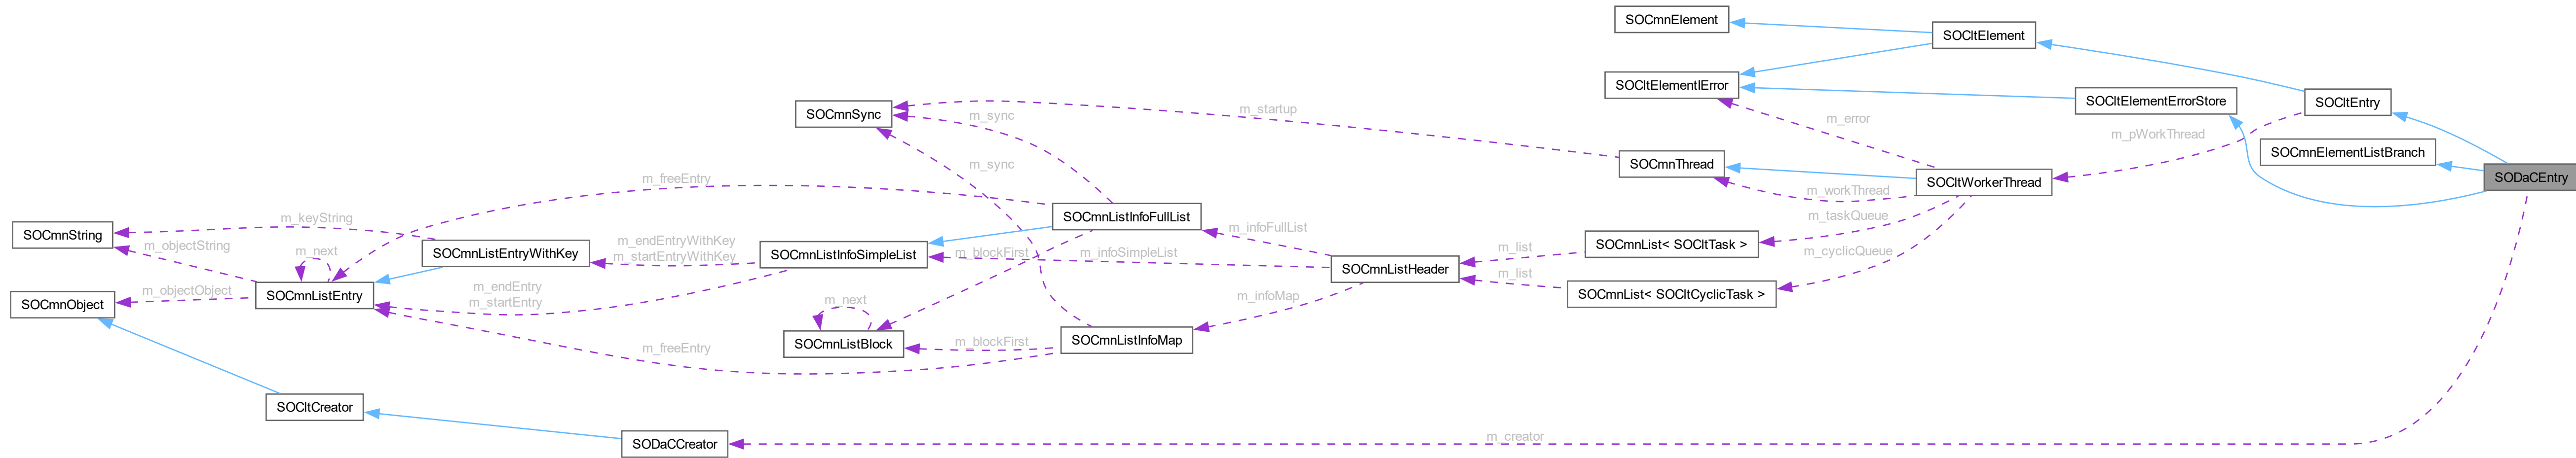 SOCmnElement
SOCltElement
SOCltElementIError
SOCltElementErrorStore
SOCltEntry
SOCmnSync
m_startup
m_sync
m_error
m_pWorkThread
SOCmnElementListBranch
SOCmnThread
m_sync
SODaCEntry
m_freeEntry
m_workThread
SOCltWorkerThread
m_keyString
SOCmnListInfoFullList
m_taskQueue
SOCmnString
m_infoFullList
m_objectString
m_endEntryWithKey
m_startEntryWithKey
m_list
SOCmnList< SOCltTask >
m_cyclicQueue
m_next
SOCmnListEntryWithKey
SOCmnListInfoSimpleList
m_blockFirst
m_infoSimpleList
SOCmnListHeader
m_list
m_objectObject
SOCmnListEntry
m_endEntry
m_startEntry
m_next
m_infoMap
SOCmnList< SOCltCyclicTask >
SOCmnObject
SOCmnListBlock
m_blockFirst
SOCmnListInfoMap
m_freeEntry
SOCltCreator
SODaCCreator
m_creator